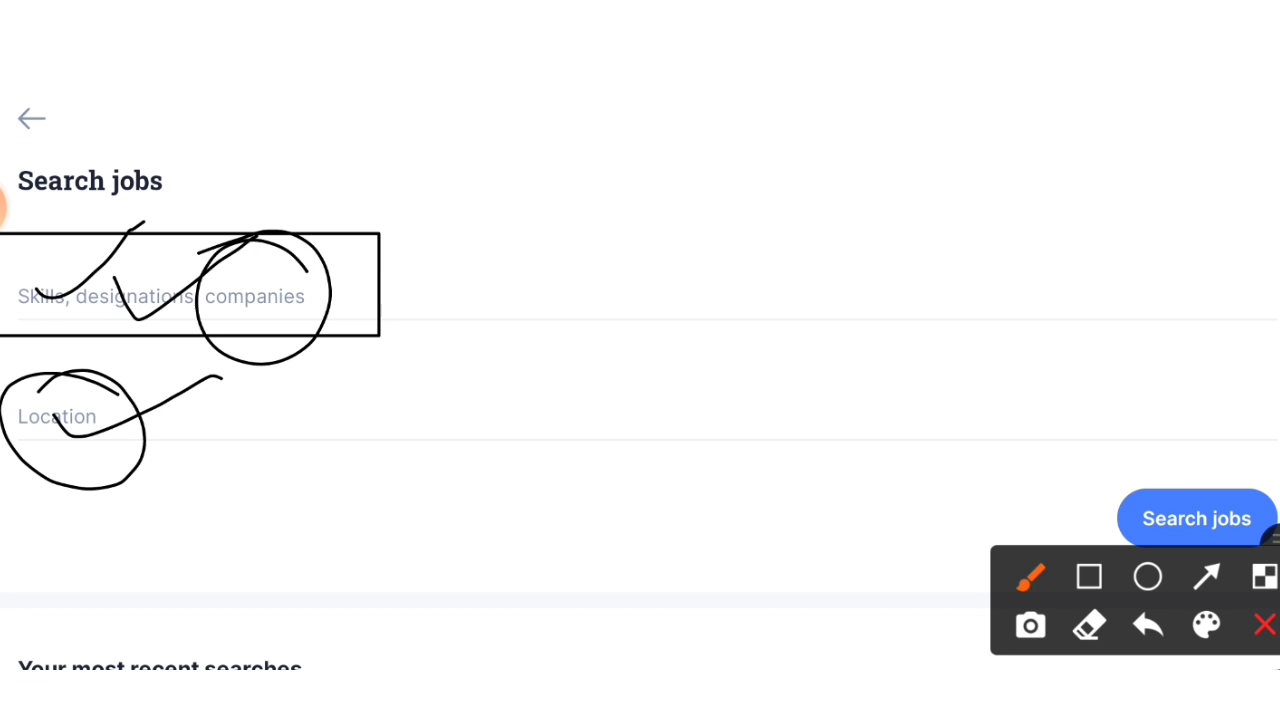 Search jobs
Skills, designations, companies
Location
Search jobs
Your most recent searches